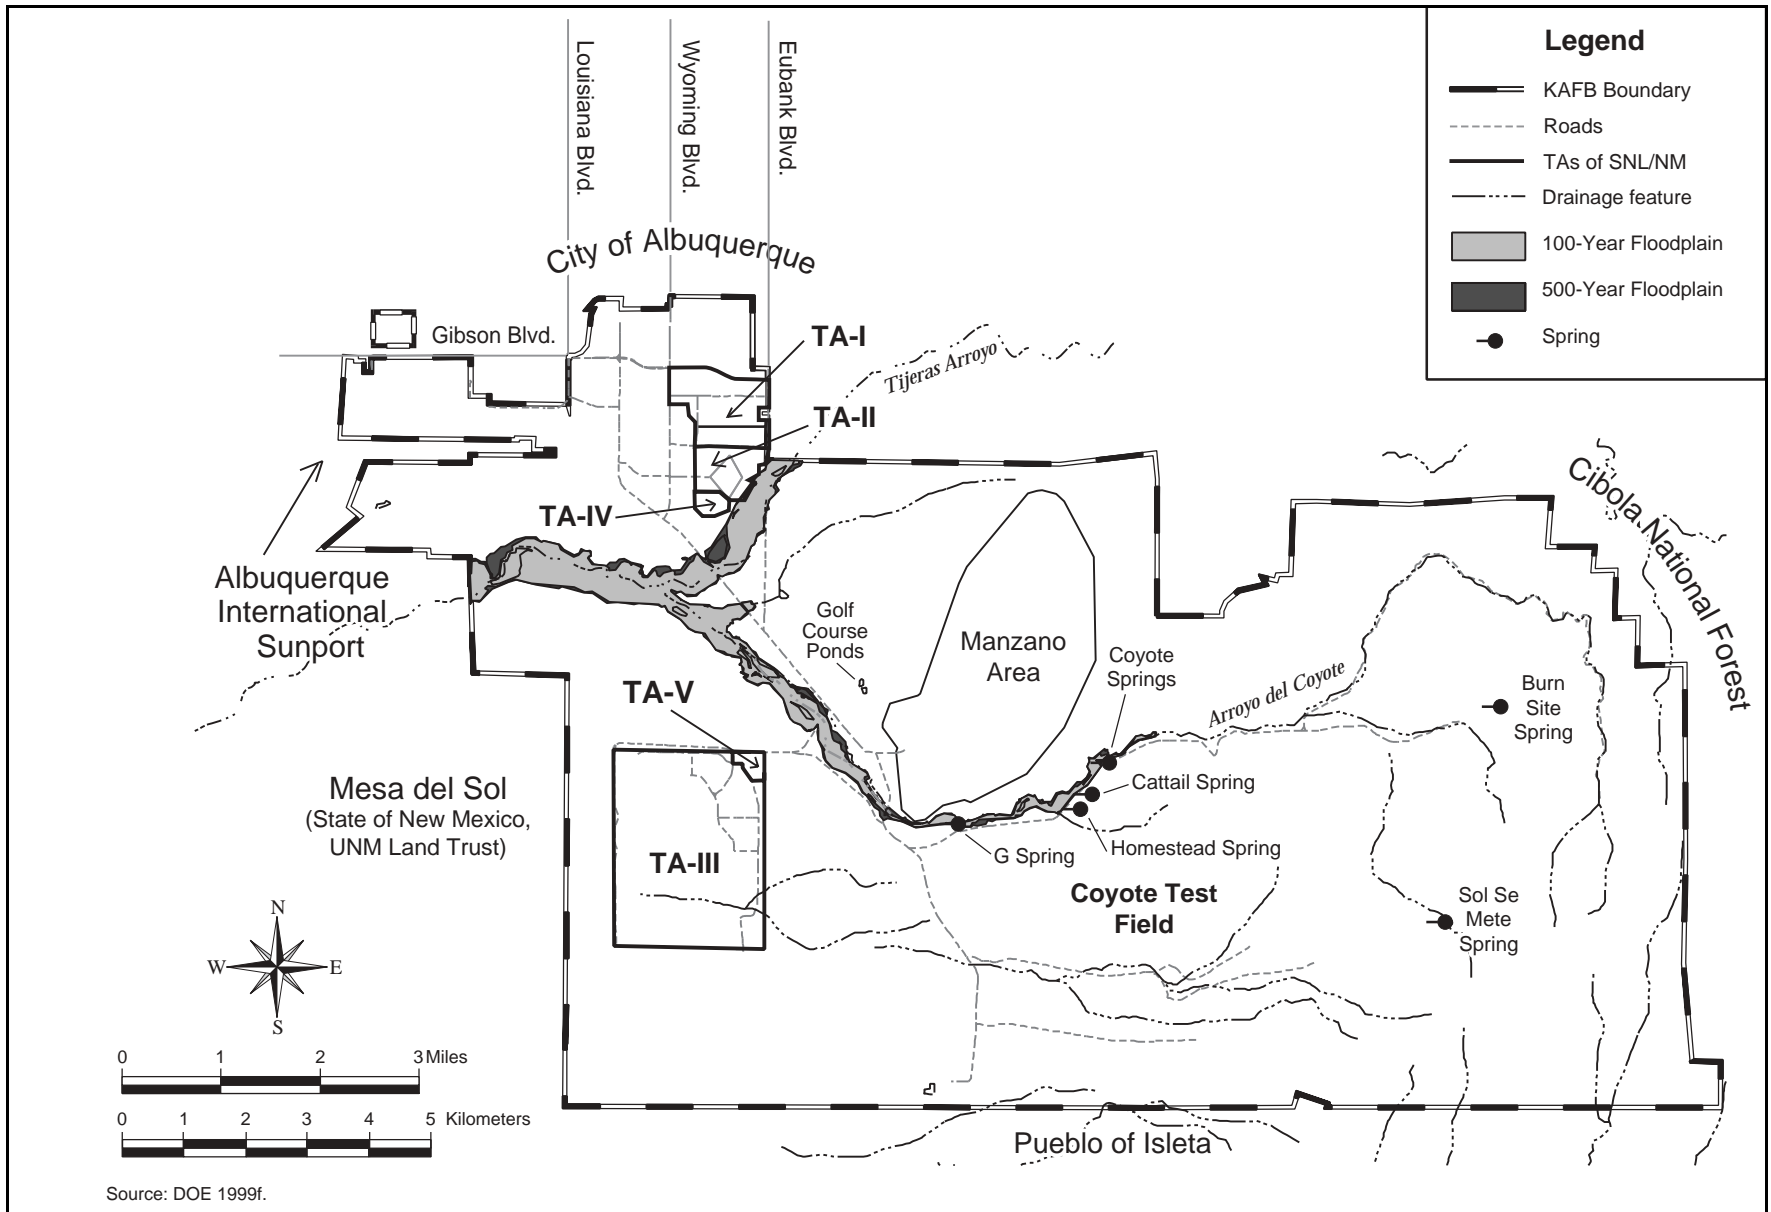 Legend
KAFB Boundary
Roads
TAs of SNL/NM
Drainage feature
100-Year Floodplain
500-Year Floodplain
Spring
Louisiana Blvd.
Wyoming Blvd.
Eubank Blvd.
City of Albuquerque
Gibson Blvd.
TA-I
Tijeras Arroyo
TA-II
TA-IV
Cibola National Forest
Albuquerque
International
Sunport
Golf
Course
Ponds
Manzano
Area
Coyote
Springs
Arroyo del Coyote
Burn
Site
Spring
TA-V
Mesa del Sol
(State of New Mexico,
UNM Land Trust)
Cattail Spring
Homestead Spring
G Spring
TA-III
Coyote Test
Field
Sol Se
Mete
Spring
N
W
E
S
0 1 2 3 Miles
0 1 2 3 4 5 Kilometers
Pueblo of Isleta
Source: DOE 1999f.